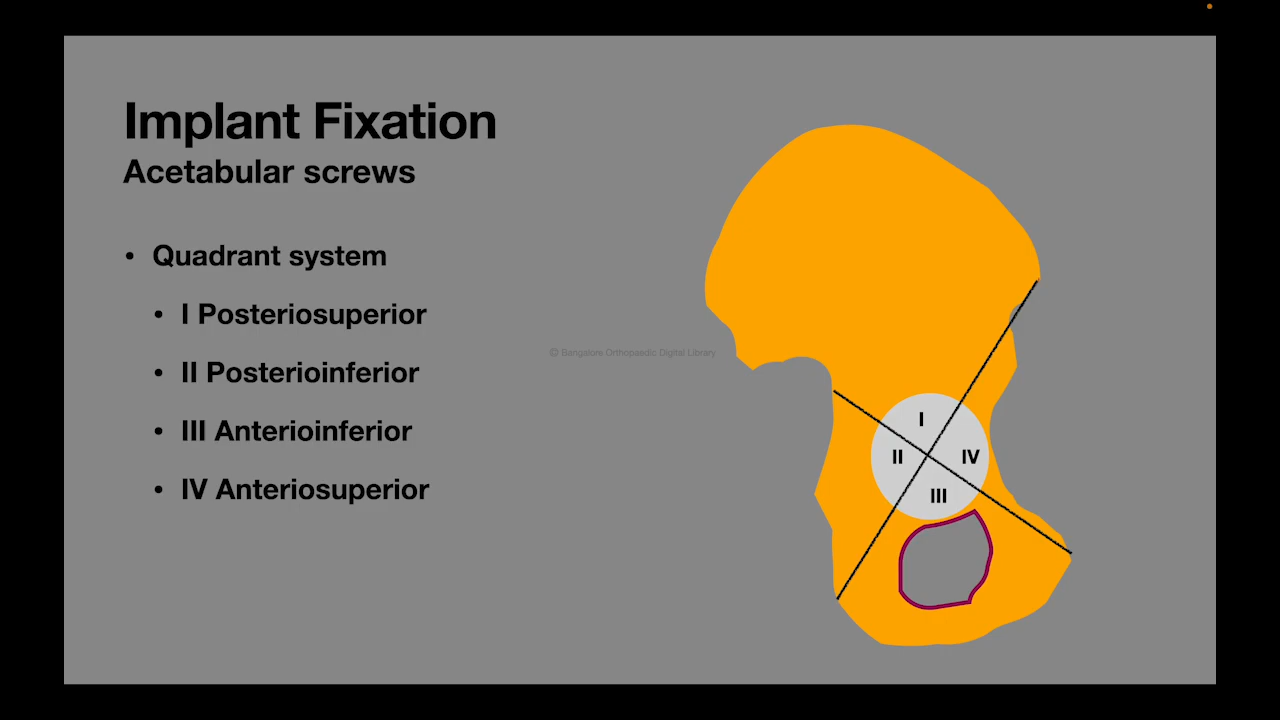 Implant Fixation
Acetabular screws
• Quadrant system
• I Posteriosuperior
• II Posterioinferior
• III Anterioinferior
• IV Anteriosuperior
© Bangalore Orthopaedic Digital Library
I
II
IV
III